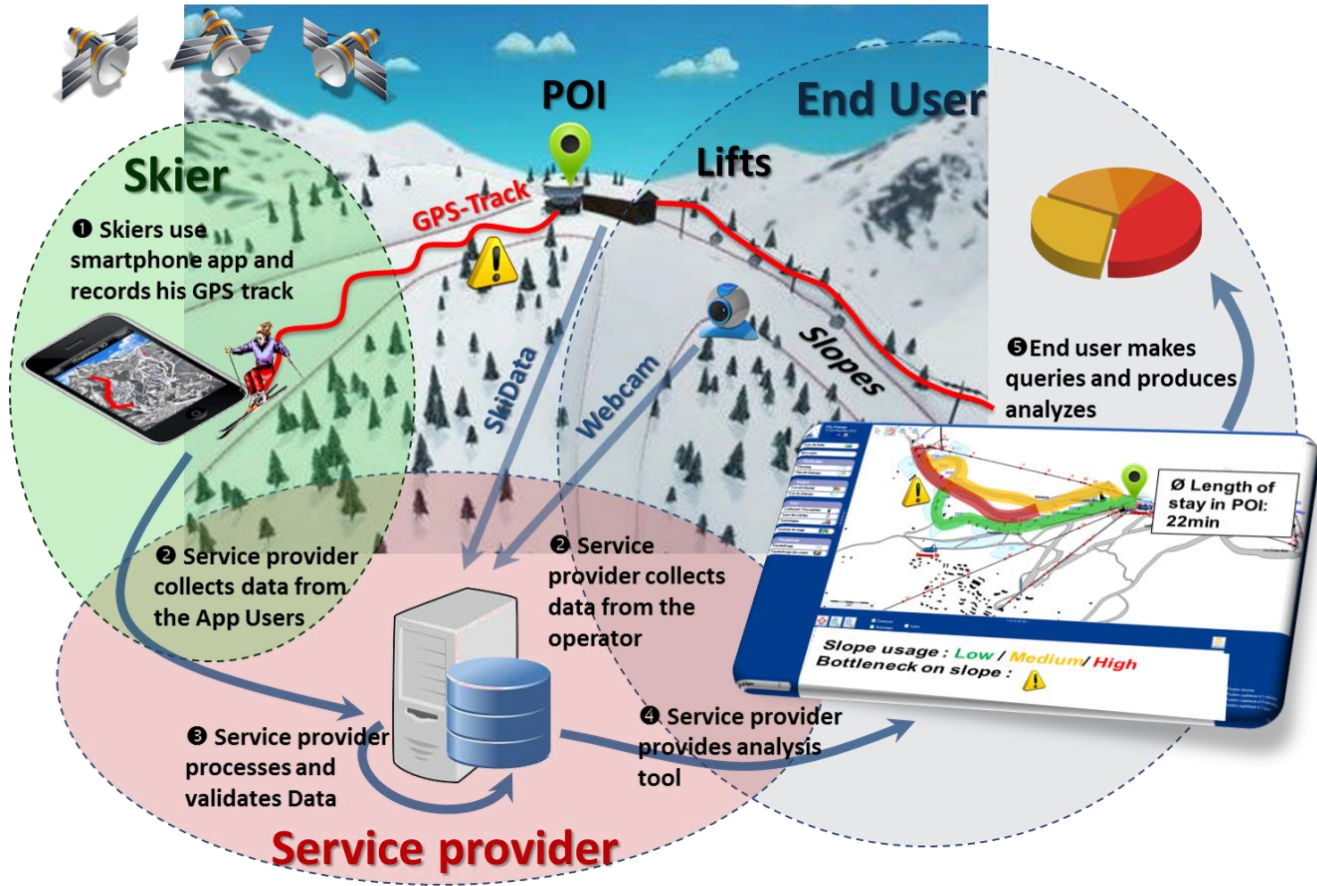 POI
End User
Skier
Lifts
GPS-Track
❶ Skiers use
smartphone app and
records his GPS track
SkiData
Webcam
Slopes
❺End user makes
queries and produces
analyzes
Ø Length of
stay in POI:
22min
Slope usage : Low / Medium/ High
Bottleneck on slope :
❷ Service provider
collects data from
the App Users
❷ Service
provider collects
data from the
operator
❸ Service provider
processes and
validates Data
❹ Service provider
provides analysis
tool
Service provider